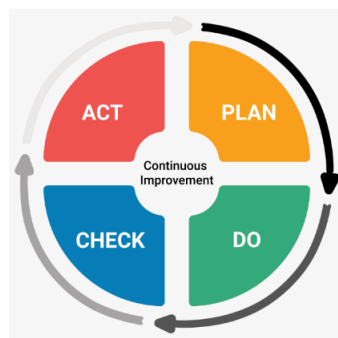 ACT
PLAN
Continuous
Improvement
CHECK
DO